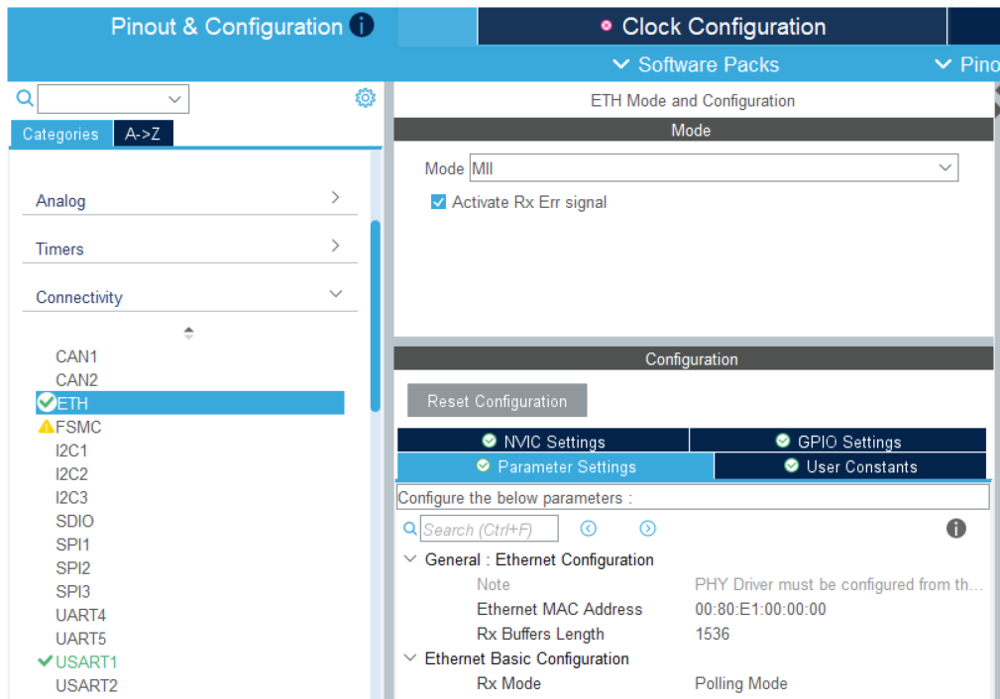 Pinout & Configuration
Clock Configuration
Software Packs
Pino
Categories
A->Z
Analog
Timers
Connectivity
CAN1
CAN2
ETH
FSMC
I2C1
I2C2
I2C3
SDIO
SPI1
SPI2
SPI3
UART4
UART5
USART1
USART2
ETH Mode and Configuration
Mode
Mode MII
Activate Rx Err signal
Configuration
Reset Configuration
NVIC Settings
GPIO Settings
Parameter Settings
User Constants
Configure the below parameters :
Search (Ctrl+F)
General : Ethernet Configuration
Note PHY Driver must be configured from th...
Ethernet MAC Address 00:80:E1:00:00:00
Rx Buffers Length 1536
Ethernet Basic Configuration
Rx Mode Polling Mode